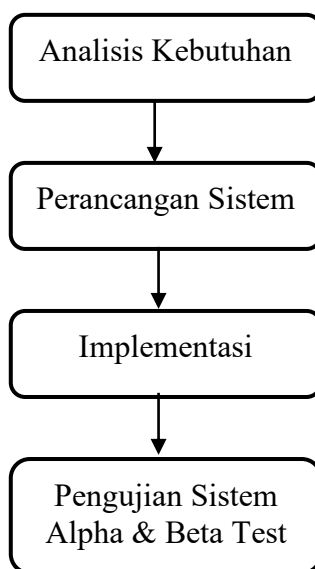 Analisis Kebutuhan
Perancangan Sistem
Implementasi
Pengujian Sistem
Alpha & Beta Test